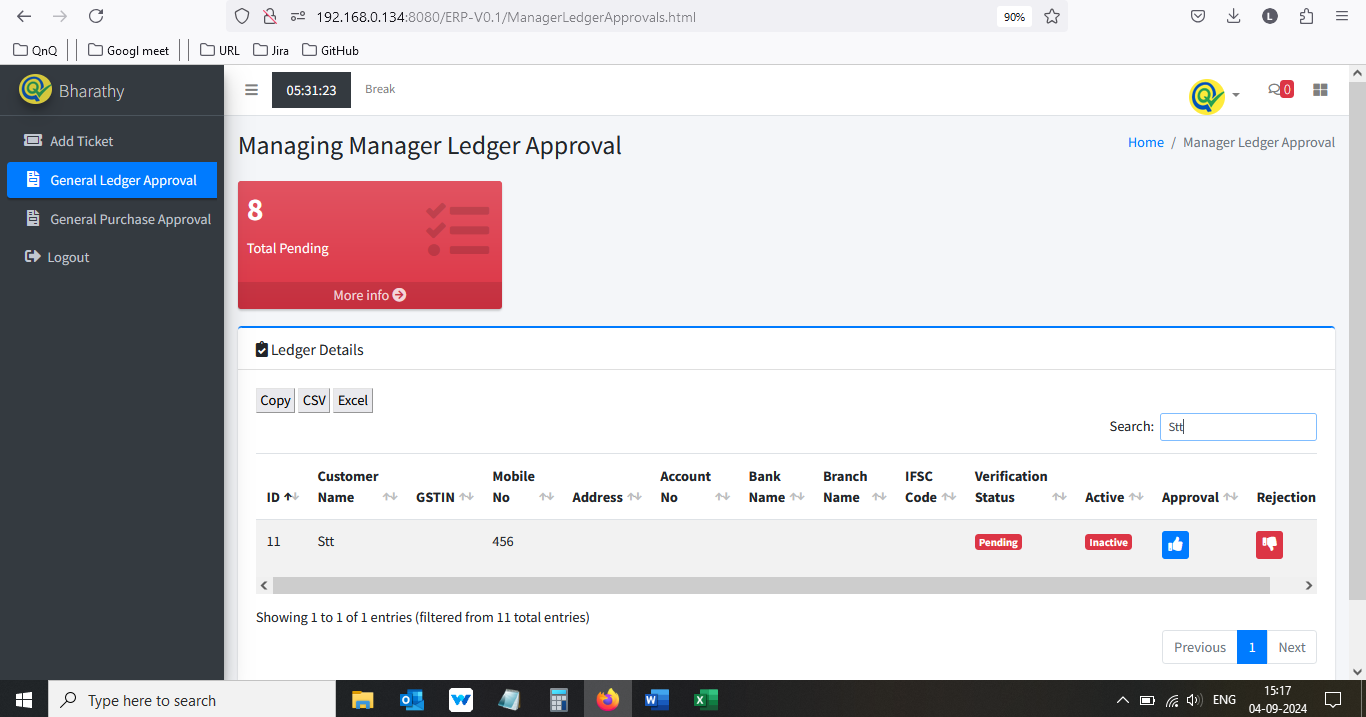 192.168.0.134:8080/ERP-V0.1/ManagerLedgerApprovals.html
90%
L
QnQ
Googl meet
URL
Jira
GitHub
Bharathy
05:31:23
Break
0
Add Ticket
General Ledger Approval
General Purchase Approval
Logout
Managing Manager Ledger Approval
Home / Manager Ledger Approval
8
Total Pending
More info
Ledger Details
Copy CSV Excel
Search: Stt
ID Customer Name GSTIN Mobile No Address Account No Bank Name Branch Name IFSC Code Verification Status Active Approval Rejection
11 Stt 456 Pending Inactive
Showing 1 to 1 of 1 entries (filtered from 11 total entries)
Previous 1 Next
Type here to search
ENG
15:17
04-09-2024